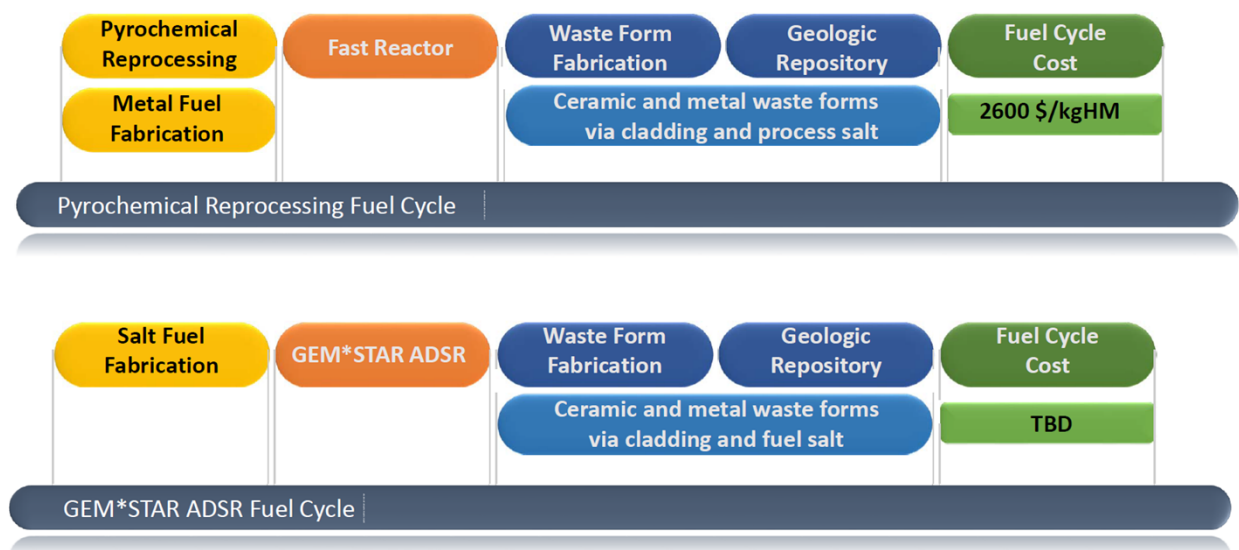 Pyrochemical
Reprocessing
Fast Reactor
Waste Form
Fabrication
Geologic
Repository
Fuel Cycle
Cost
Metal Fuel
Fabrication
Ceramic and metal waste forms
via cladding and process salt
2600 $/kgHM
Pyrochemical Reprocessing Fuel Cycle
Salt Fuel
Fabrication
GEM*STAR ADSR
Waste Form
Fabrication
Geologic
Repository
Fuel Cycle
Cost
Ceramic and metal waste forms
via cladding and fuel salt
TBD
GEM*STAR ADSR Fuel Cycle